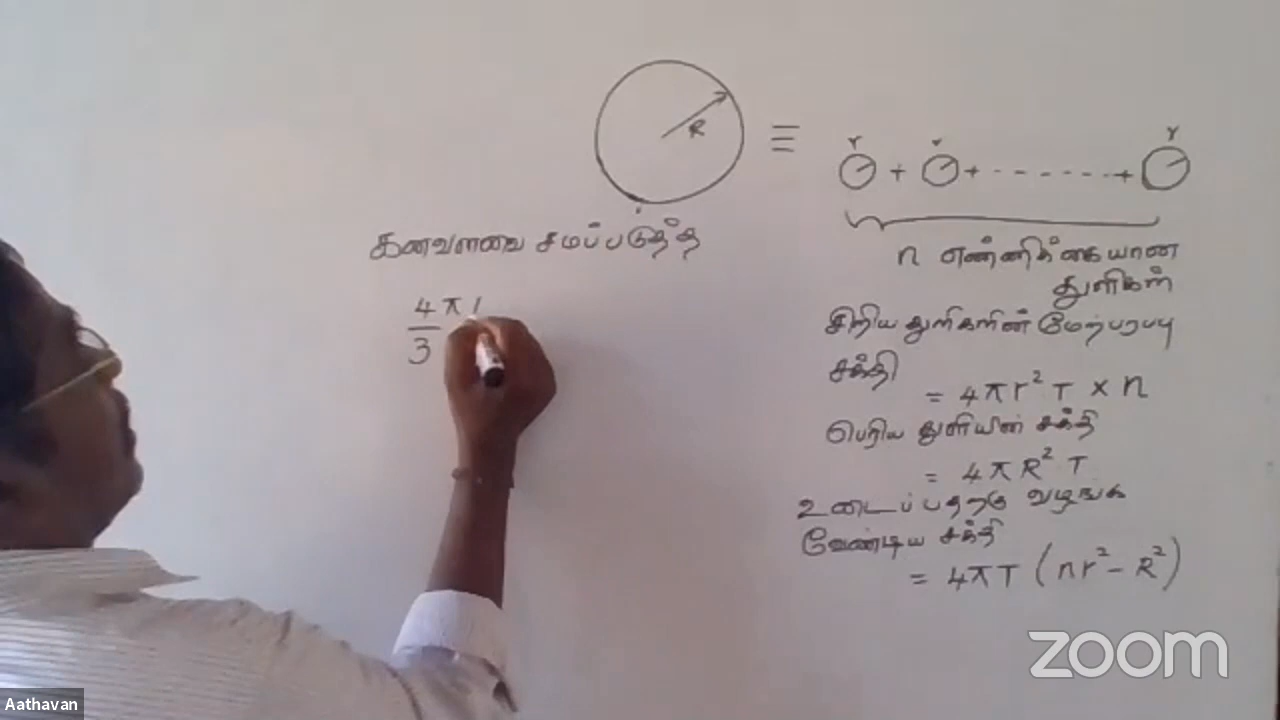 R
≡
r r r
+ + - - - - - - +
கனவளவை சமப்படுத்த
4π
3
n எண்ணிக்கையான
துளிகள்
சிறிய துளிகளின் மேற்பரப்பு
சக்தி
= 4πr² T × n
பெரிய துளியின் சக்தி
= 4πR² T
உடைப்பதற்கு வழங்க
வேண்டிய சக்தி
= 4πT (nr² - R²)
zoom
Aathavan